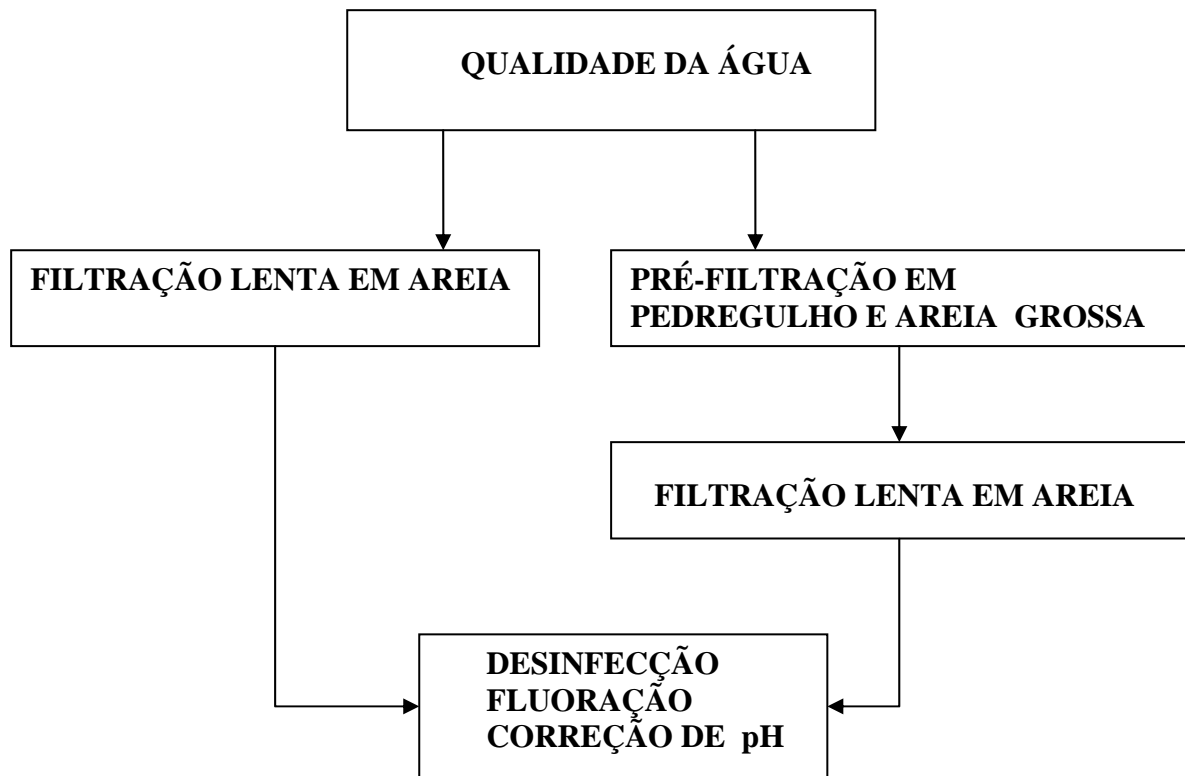 QUALIDADE DA ÁGUA
FILTRAÇÃO LENTA EM AREIA
PRÉ-FILTRAÇÃO EM
PEDREGULHO E AREIA GROSSA
FILTRAÇÃO LENTA EM AREIA
DESINFECÇÃO
FLUORAÇÃO
CORREÇÃO DE pH